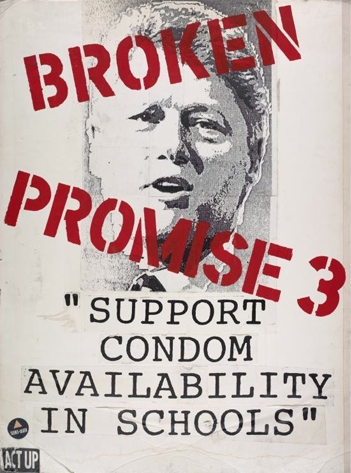 BROKEN
PROMISE 3
"SUPPORT
CONDOM
AVAILABILITY
IN SCHOOLS"
ACT UP